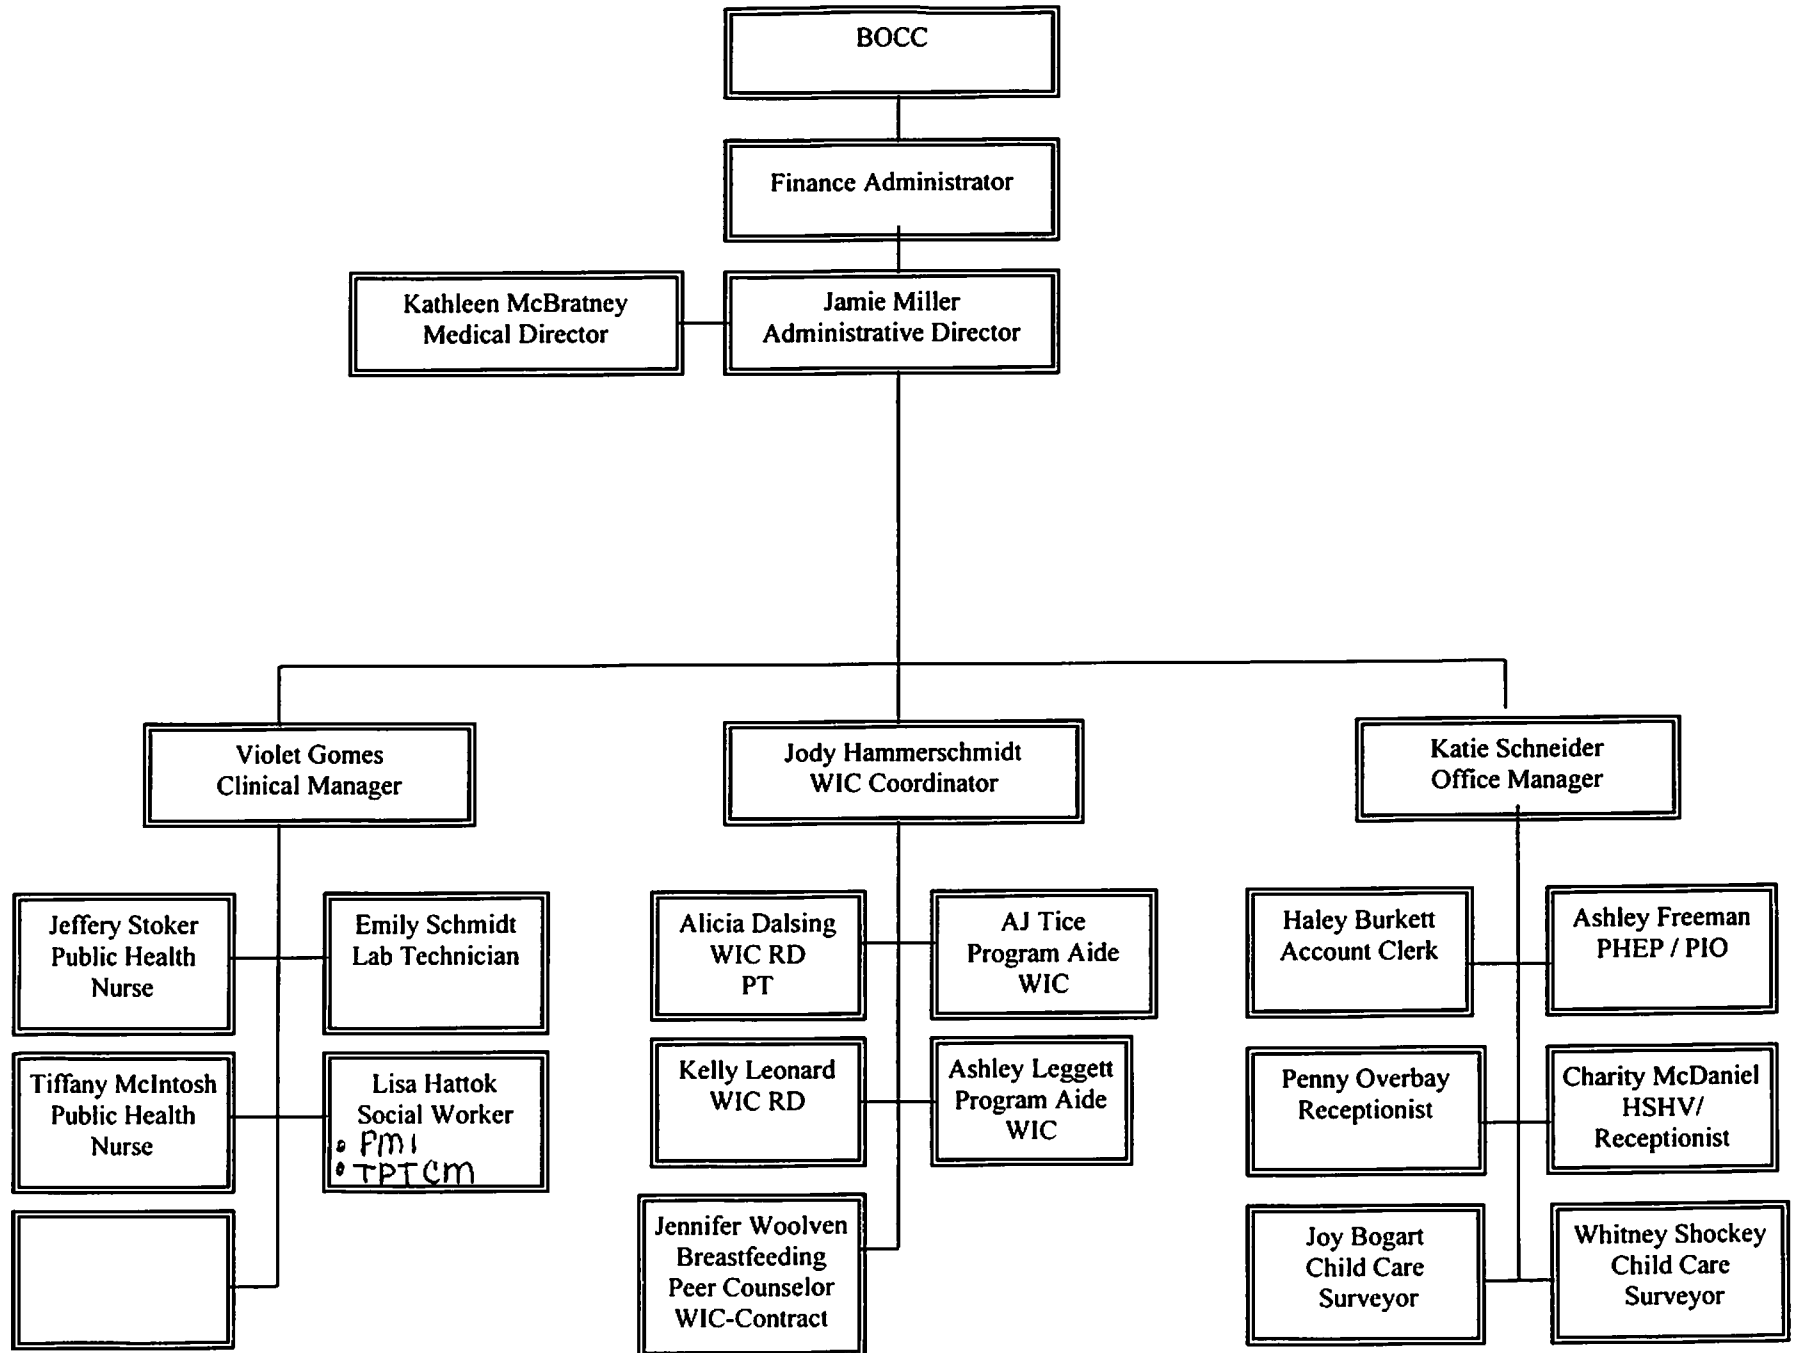 BOCC
Finance Administrator
Kathleen McBratney
Medical Director
Jamie Miller
Administrative Director
Violet Gomes
Clinical Manager
Jody Hammerschmidt
WIC Coordinator
Katie Schneider
Office Manager
Jeffery Stoker
Public Health
Nurse
Emily Schmidt
Lab Technician
Tiffany McIntosh
Public Health
Nurse
Lisa Hattok
Social Worker
• PMI
• TPTCM
Alicia Dalsing
WIC RD
PT
AJ Tice
Program Aide
WIC
Kelly Leonard
WIC RD
Ashley Leggett
Program Aide
WIC
Jennifer Woolven
Breastfeeding
Peer Counselor
WIC-Contract
Haley Burkett
Account Clerk
Ashley Freeman
PHEP / PIO
Penny Overbay
Receptionist
Charity McDaniel
HSHV/
Receptionist
Joy Bogart
Child Care
Surveyor
Whitney Shockey
Child Care
Surveyor